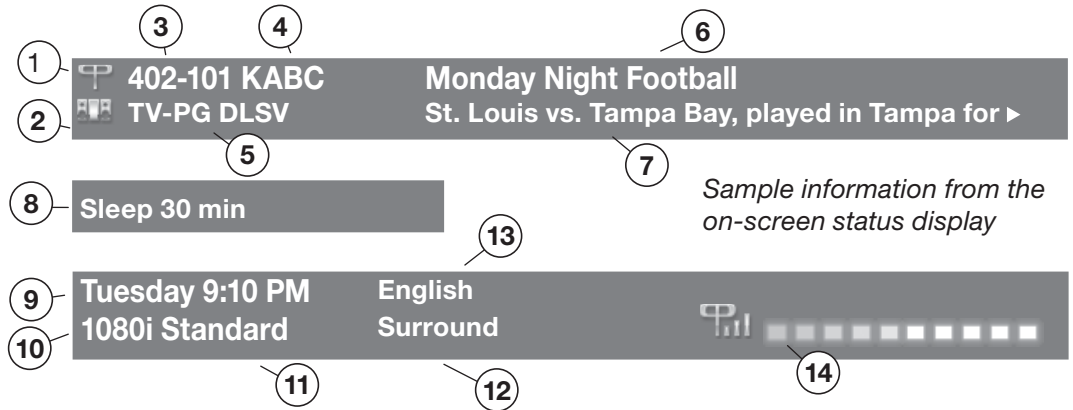 3 4 6
1 402-101 KABC Monday Night Football
2 TV-PG DLSV St. Louis vs. Tampa Bay, played in Tampa for ▶
5 7
8 Sleep 30 min Sample information from the
on-screen status display
13
9 Tuesday 9:10 PM English
10 1080i Standard Surround
11 12 14